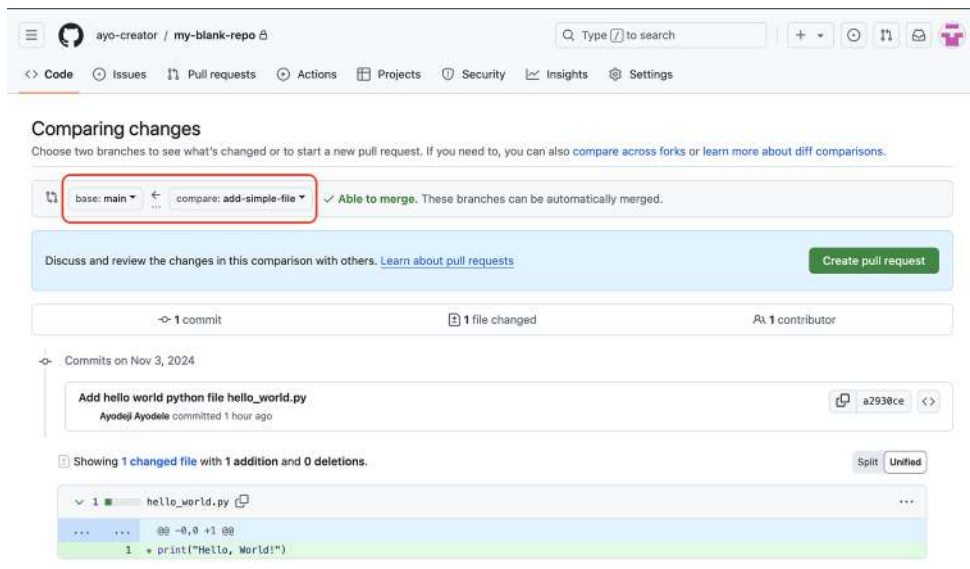 ayo-creator / my-blank-repo
Type / to search
Code Issues Pull requests Actions Projects Security Insights Settings
Comparing changes
Choose two branches to see what's changed or to start a new pull request. If you need to, you can also compare across forks or learn more about diff comparisons.
base: main ← compare: add-simple-file ✓ Able to merge. These branches can be automatically merged.
Discuss and review the changes in this comparison with others. Learn about pull requests Create pull request
1 commit 1 file changed 1 contributor
Commits on Nov 3, 2024
Add hello world python file hello_world.py
Ayodeji Ayodele committed 1 hour ago
a2930ce <>
Showing 1 changed file with 1 addition and 0 deletions. Split Unified
1 hello_world.py ...
... ... @@ -0,0 +1 @@
1 + print("Hello, World!")